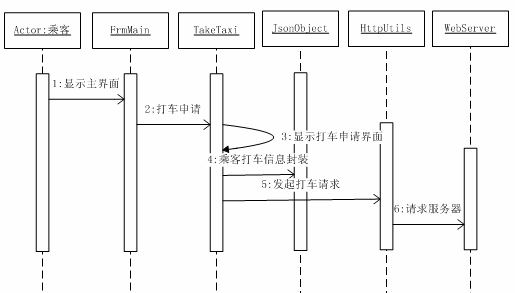 Actor:乘客
FrmMain
TakeTaxi
JsonObject
HttpUtils
WebServer
1:显示主界面
2:打车申请
3:显示打车申请界面
4:乘客打车信息封装
5:发起打车请求
6:请求服务器